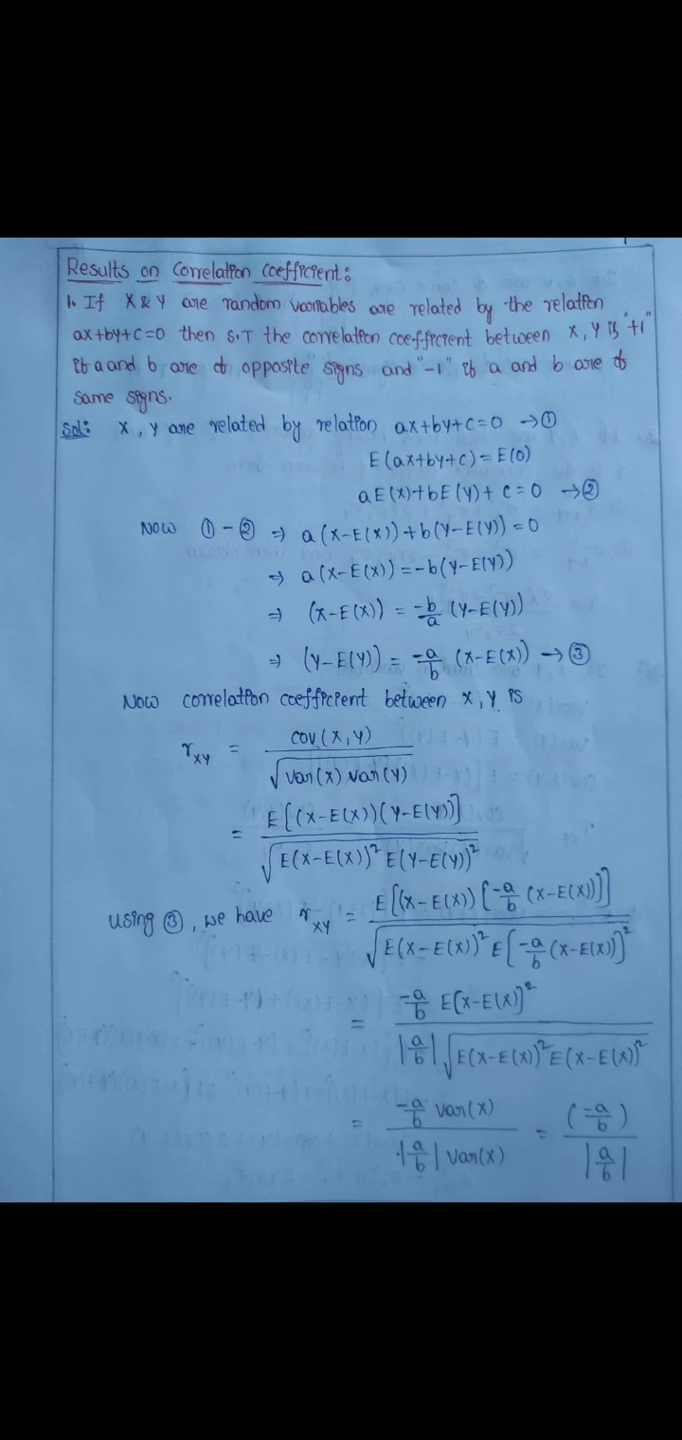 Results on Correlation coefficient:
1. If X & Y are random variables are related by the relation
ax+by+c=0 then S.T the correlation coefficient between X, Y is "+1"
if a and b are of opposite signs and "-1" if a and b are of
same signs.
Sol: X, Y are related by relation ax+by+c=0 → ①
E(ax+by+c) = E(0)
aE(x)+bE(y)+c=0 → ②
Now ① - ② ⇒ a(X-E(X))+b(Y-E(Y))=0
⇒ a(X-E(X))=-b(Y-E(Y))
⇒ (X-E(X)) = -b/a (Y-E(Y))
⇒ (Y-E(Y)) = -a/b (X-E(X)) → ③
Now correlation coefficient between X, Y is
r_XY = cov(X,Y) / √(var(X) var(Y))
= E[(X-E(X))(Y-E(Y))] / √(E(X-E(X))² E(Y-E(Y))²)
Using ③, we have r_XY = E[(X-E(X))[-a/b (X-E(X))]] / √(E(X-E(X))² E[-a/b (X-E(X))]²)
= -a/b E[X-E(X)]² / |a/b| √(E(X-E(X))² E(X-E(X))²)
= -a/b var(X) / |a/b| var(X) = (-a/b) / |a/b|